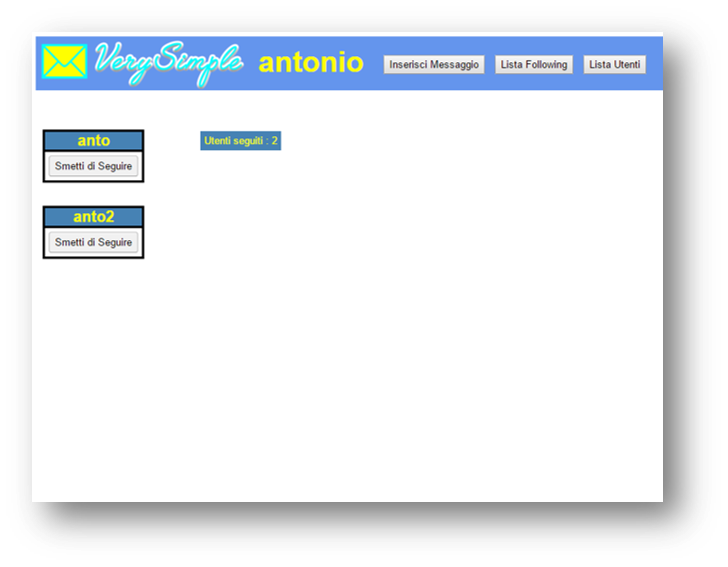 VerySimple antonio Inserisci Messaggio Lista Following Lista Utenti
anto
Utenti seguiti : 2
Smetti di Seguire
anto2
Smetti di Seguire